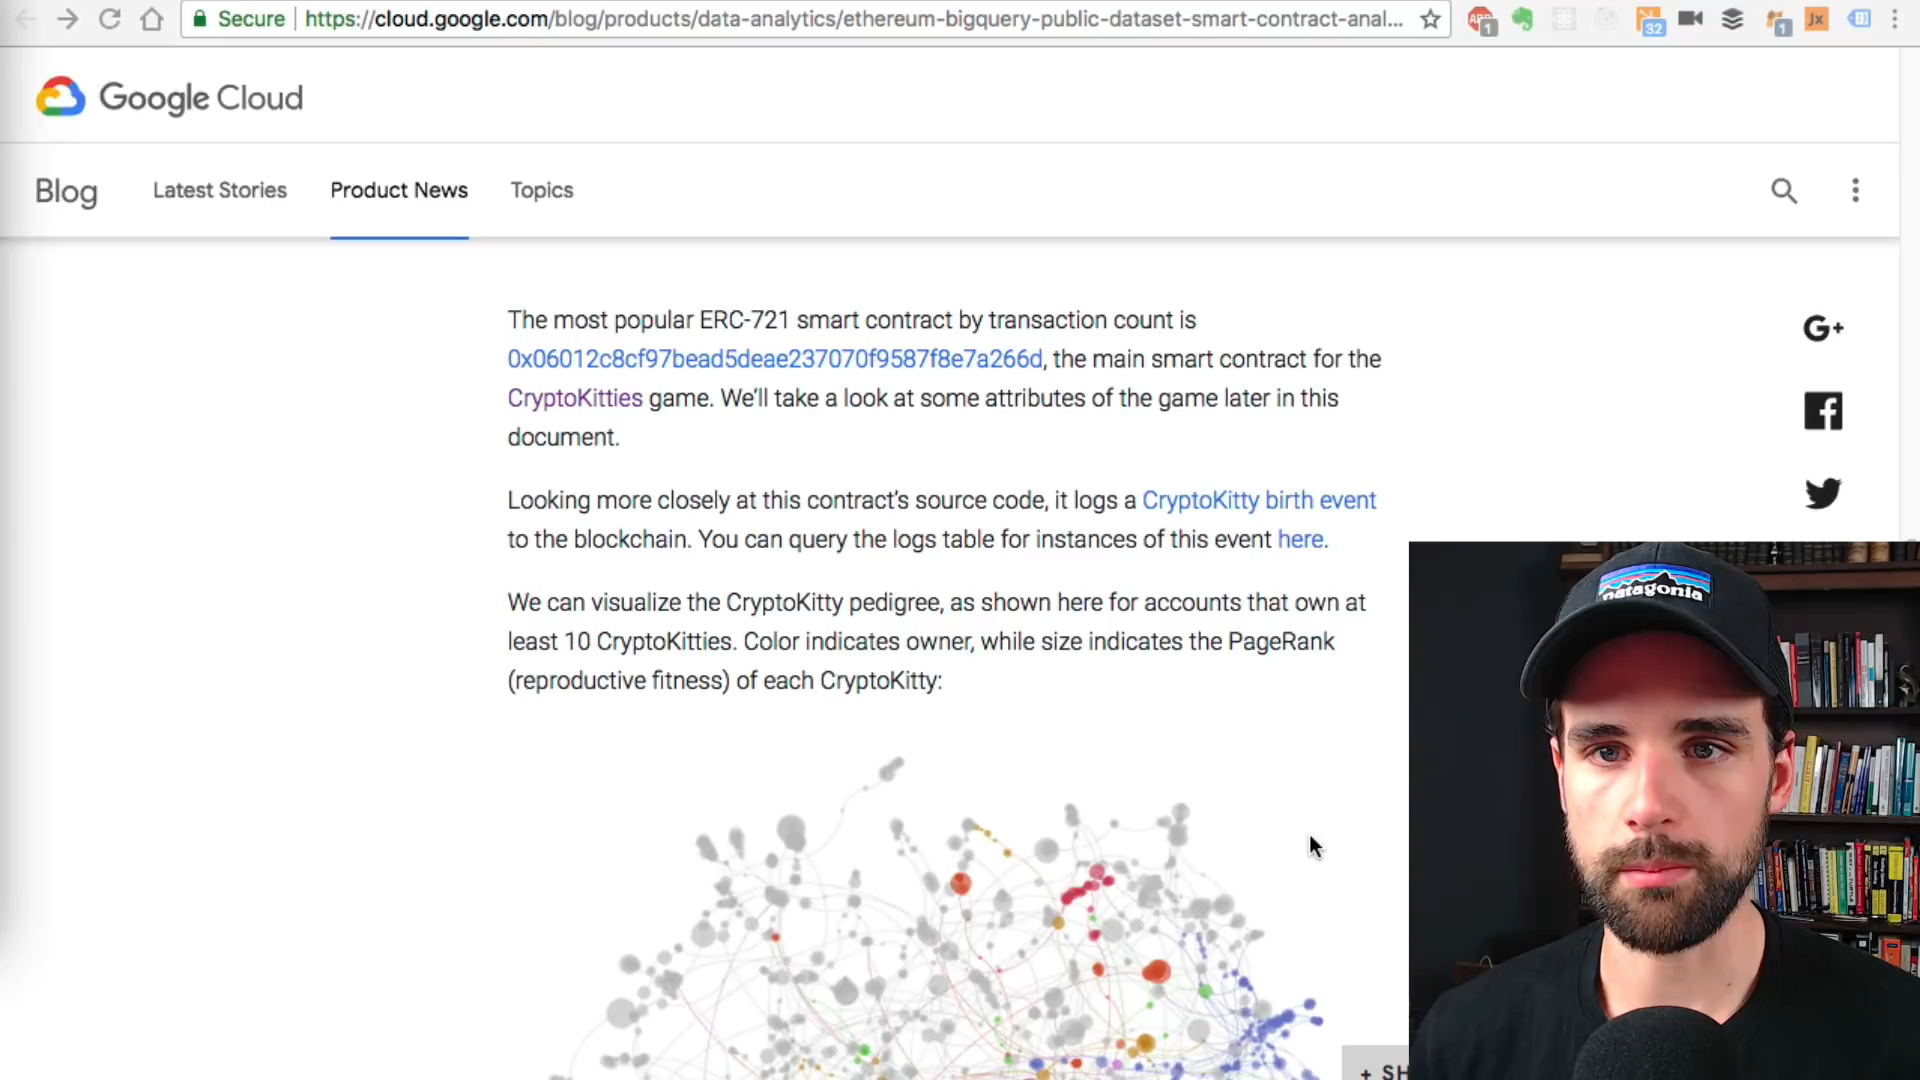 Secure https://cloud.google.com/blog/products/data-analytics/ethereum-bigquery-public-dataset-smart-contract-anal...
1
32
1
Jx
Google Cloud
Blog Latest Stories Product News Topics
The most popular ERC-721 smart contract by transaction count is
0x06012c8cf97bead5deae237070f9587f8e7a266d, the main smart contract for the
CryptoKitties game. We'll take a look at some attributes of the game later in this
document.
G+
Looking more closely at this contract's source code, it logs a CryptoKitty birth event
to the blockchain. You can query the logs table for instances of this event here.
We can visualize the CryptoKitty pedigree, as shown here for accounts that own at
least 10 CryptoKitties. Color indicates owner, while size indicates the PageRank
(reproductive fitness) of each CryptoKitty:
patagonia
+ SH